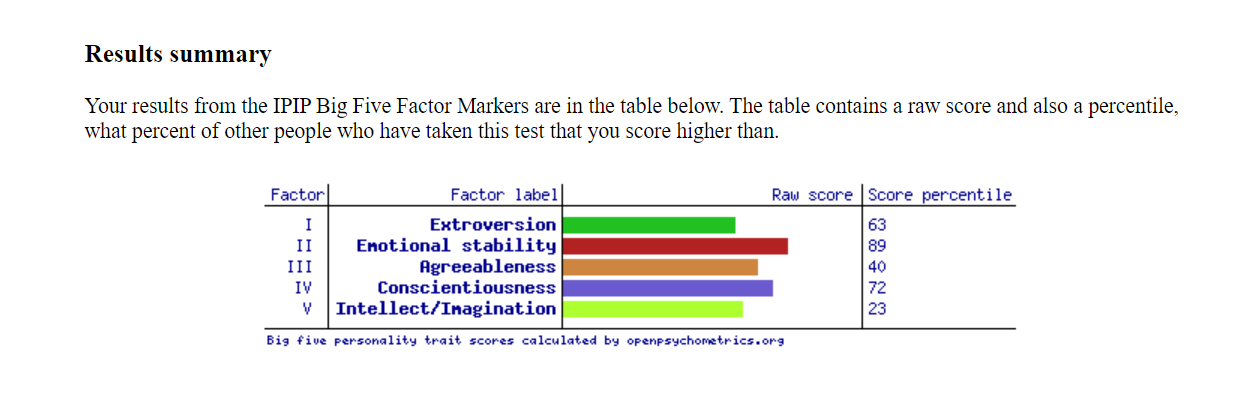 Results summary
Your results from the IPIP Big Five Factor Markers are in the table below. The table contains a raw score and also a percentile,
what percent of other people who have taken this test that you score higher than.
Factor Factor label Raw score Score percentile
I Extroversion 63
II Emotional stability 89
III Agreeableness 40
IV Conscientiousness 72
V Intellect/Imagination 23
Big five personality trait scores calculated by openpsychometrics.org